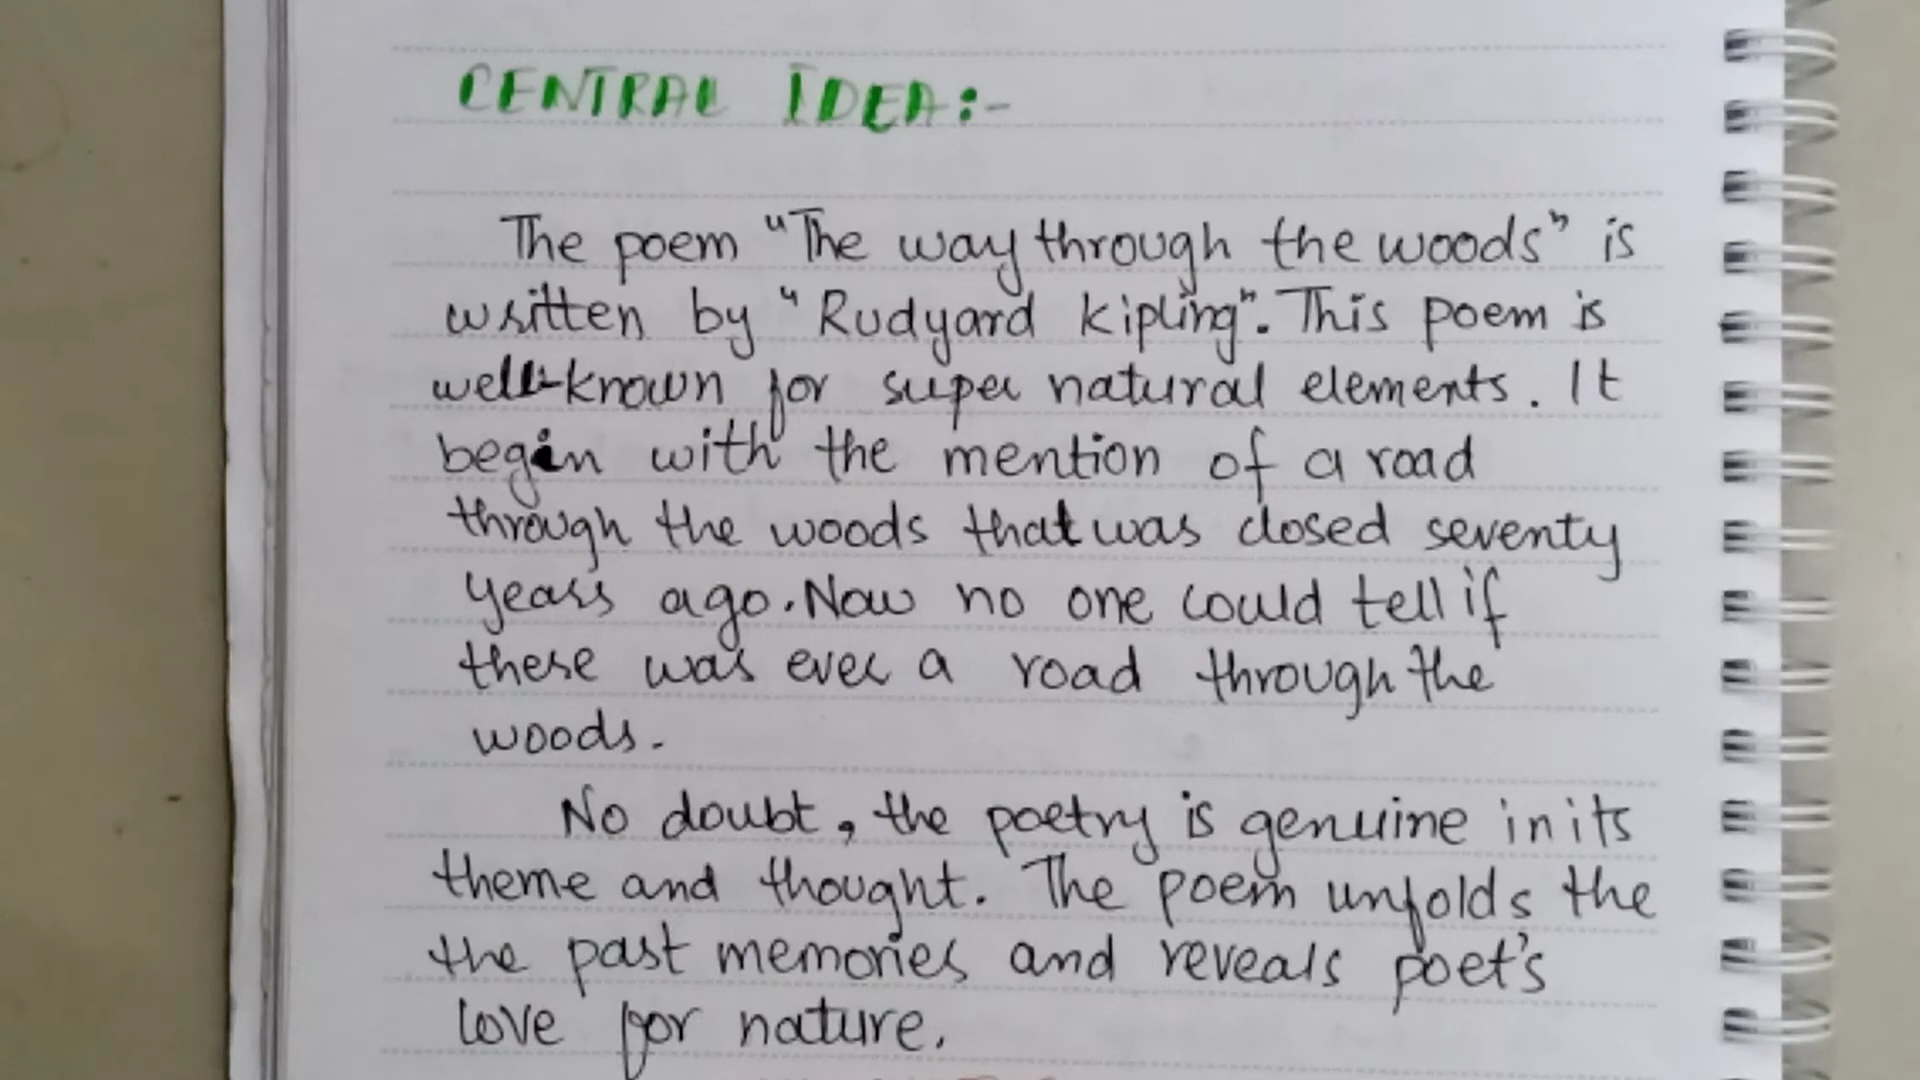 CENTRAL IDEA:-
The poem "The way through the woods" is
written by "Rudyard Kipling". This poem is
well-known for super natural elements. It
begin with the mention of a road
through the woods that was closed seventy
years ago. Now no one could tell if
there was ever a road through the
woods.
No doubt, the poetry is genuine in its
theme and thought. The poem unfolds the
the past memories and reveals poet's
love for nature.